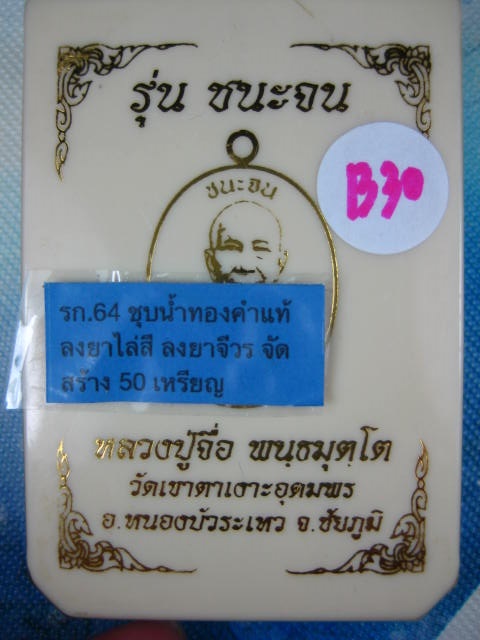 รุ่น ชนะจน
B30
ชนะจน
รก.64 ชุบน้ำทองคำแท้
ลงยาไล่สี ลงยาจีวร จัด
สร้าง 50 เหรียญ
หลวงปู่จื่อ พนฺธมุตฺโต
วัดเขาตาเงาะอุดมพร
อ.หนองบัวระเหว จ.ชัยภูมิ